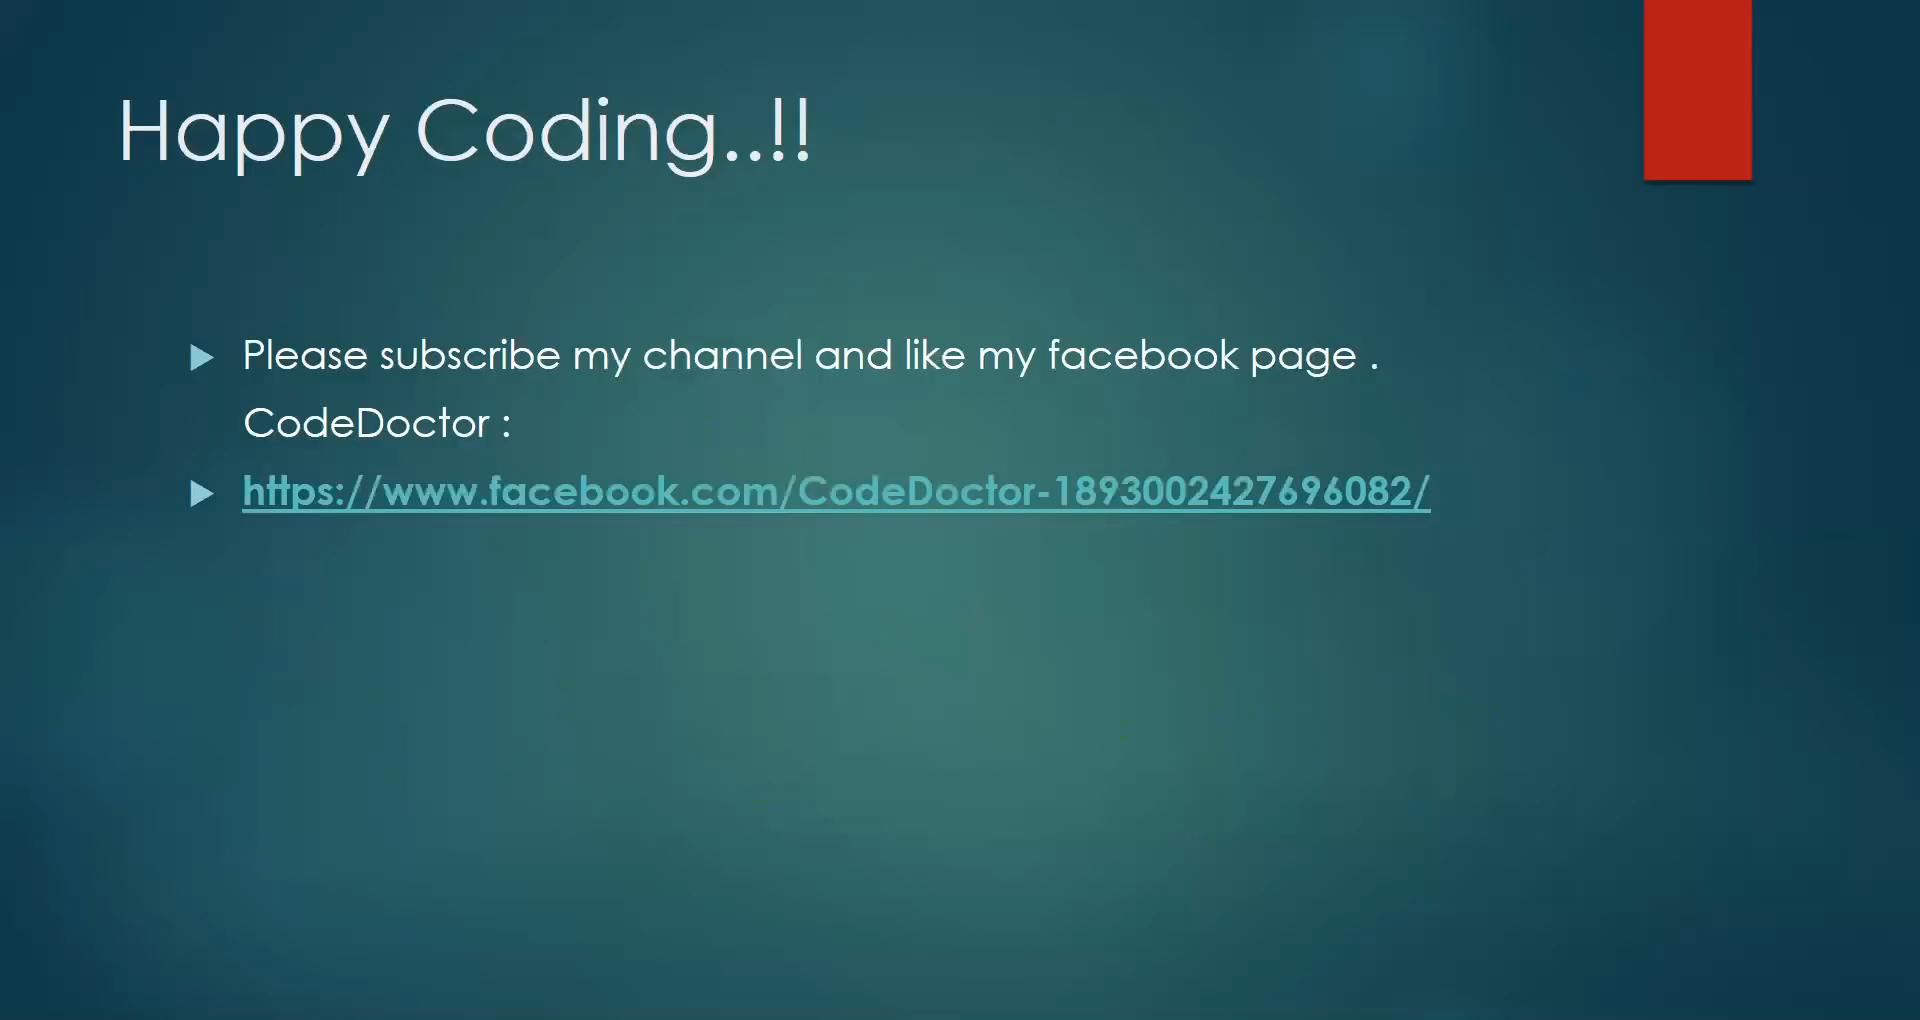 Happy Coding..!!
Please subscribe my channel and like my facebook page .
CodeDoctor :
https://www.facebook.com/CodeDoctor-1893002427696082/